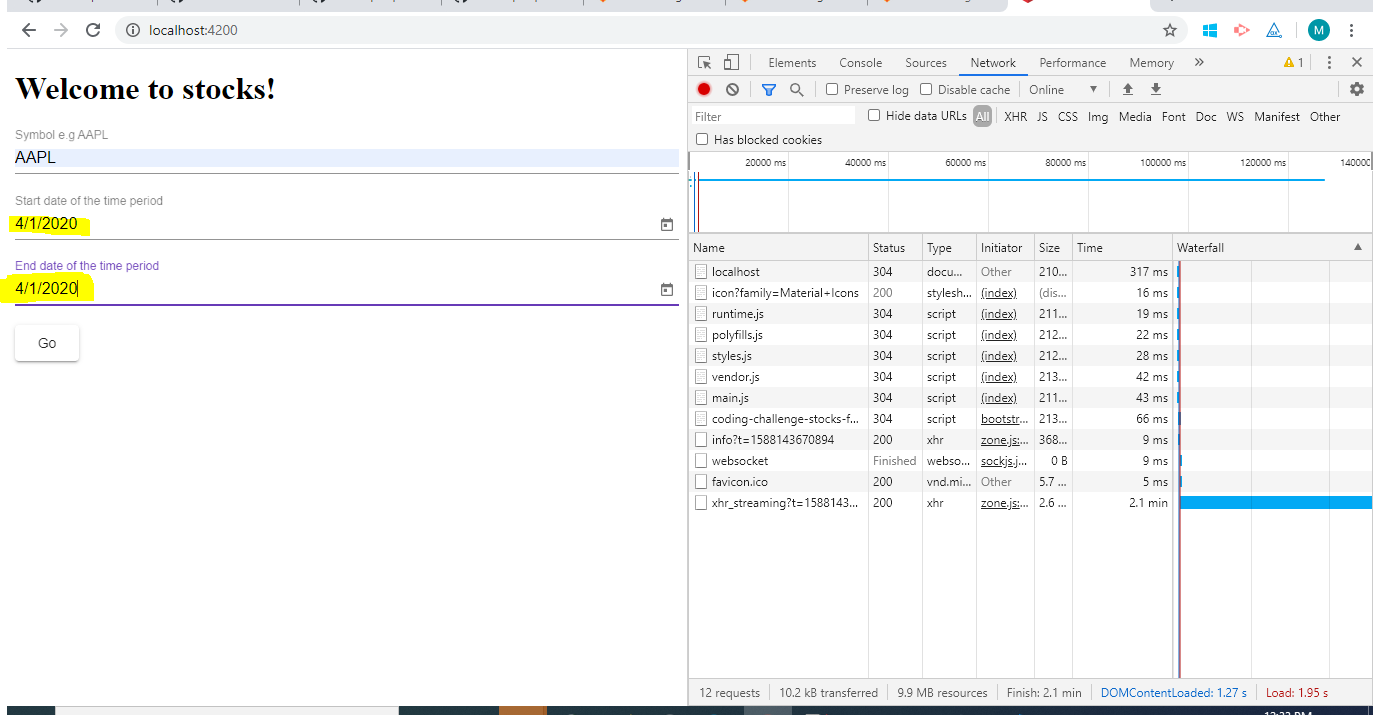 localhost:4200
M
Welcome to stocks!
Symbol e.g AAPL
AAPL
Start date of the time period
4/1/2020
End date of the time period
4/1/2020
Go
Elements Console Sources Network Performance Memory » 1
Preserve log Disable cache Online
Filter Hide data URLs All XHR JS CSS Img Media Font Doc WS Manifest Other
Has blocked cookies
20000 ms 40000 ms 60000 ms 80000 ms 100000 ms 120000 ms 140000
Name Status Type Initiator Size Time Waterfall
localhost 304 docu... Other 210... 317 ms
icon?family=Material+Icons 200 stylesh... (index) (dis... 16 ms
runtime.js 304 script (index) 211... 19 ms
polyfills.js 304 script (index) 212... 22 ms
styles.js 304 script (index) 212... 28 ms
vendor.js 304 script (index) 213... 42 ms
main.js 304 script (index) 211... 43 ms
coding-challenge-stocks-f... 304 script bootstr... 213... 66 ms
info?t=1588143670894 200 xhr zone.js:... 368... 9 ms
websocket Finished webso... sockjs.j... 0 B 9 ms
favicon.ico 200 vnd.mi... Other 5.7 ... 5 ms
xhr_streaming?t=1588143... 200 xhr zone.js:... 2.6 ... 2.1 min
12 requests 10.2 kB transferred 9.9 MB resources Finish: 2.1 min DOMContentLoaded: 1.27 s Load: 1.95 s